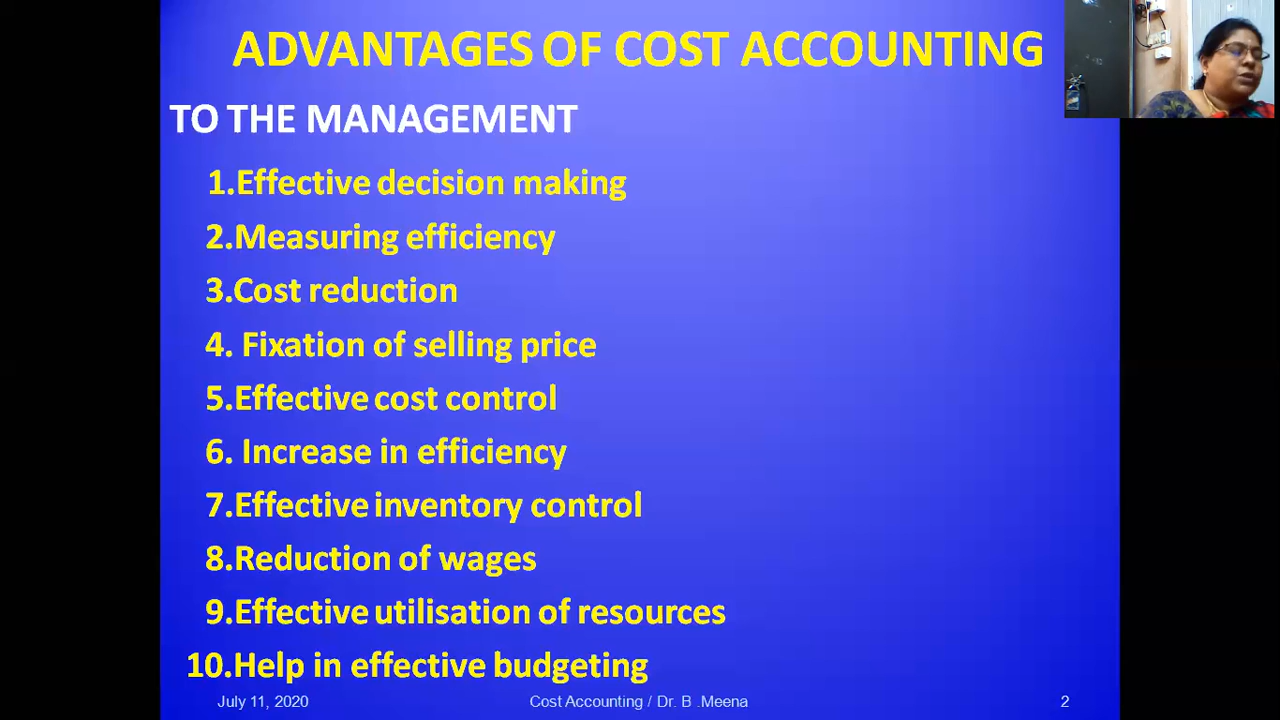 ADVANTAGES OF COST ACCOUNTING
TO THE MANAGEMENT
1.Effective decision making
2.Measuring efficiency
3.Cost reduction
4. Fixation of selling price
5.Effective cost control
6. Increase in efficiency
7.Effective inventory control
8.Reduction of wages
9.Effective utilisation of resources
10.Help in effective budgeting
July 11, 2020 Cost Accounting / Dr. B .Meena 2